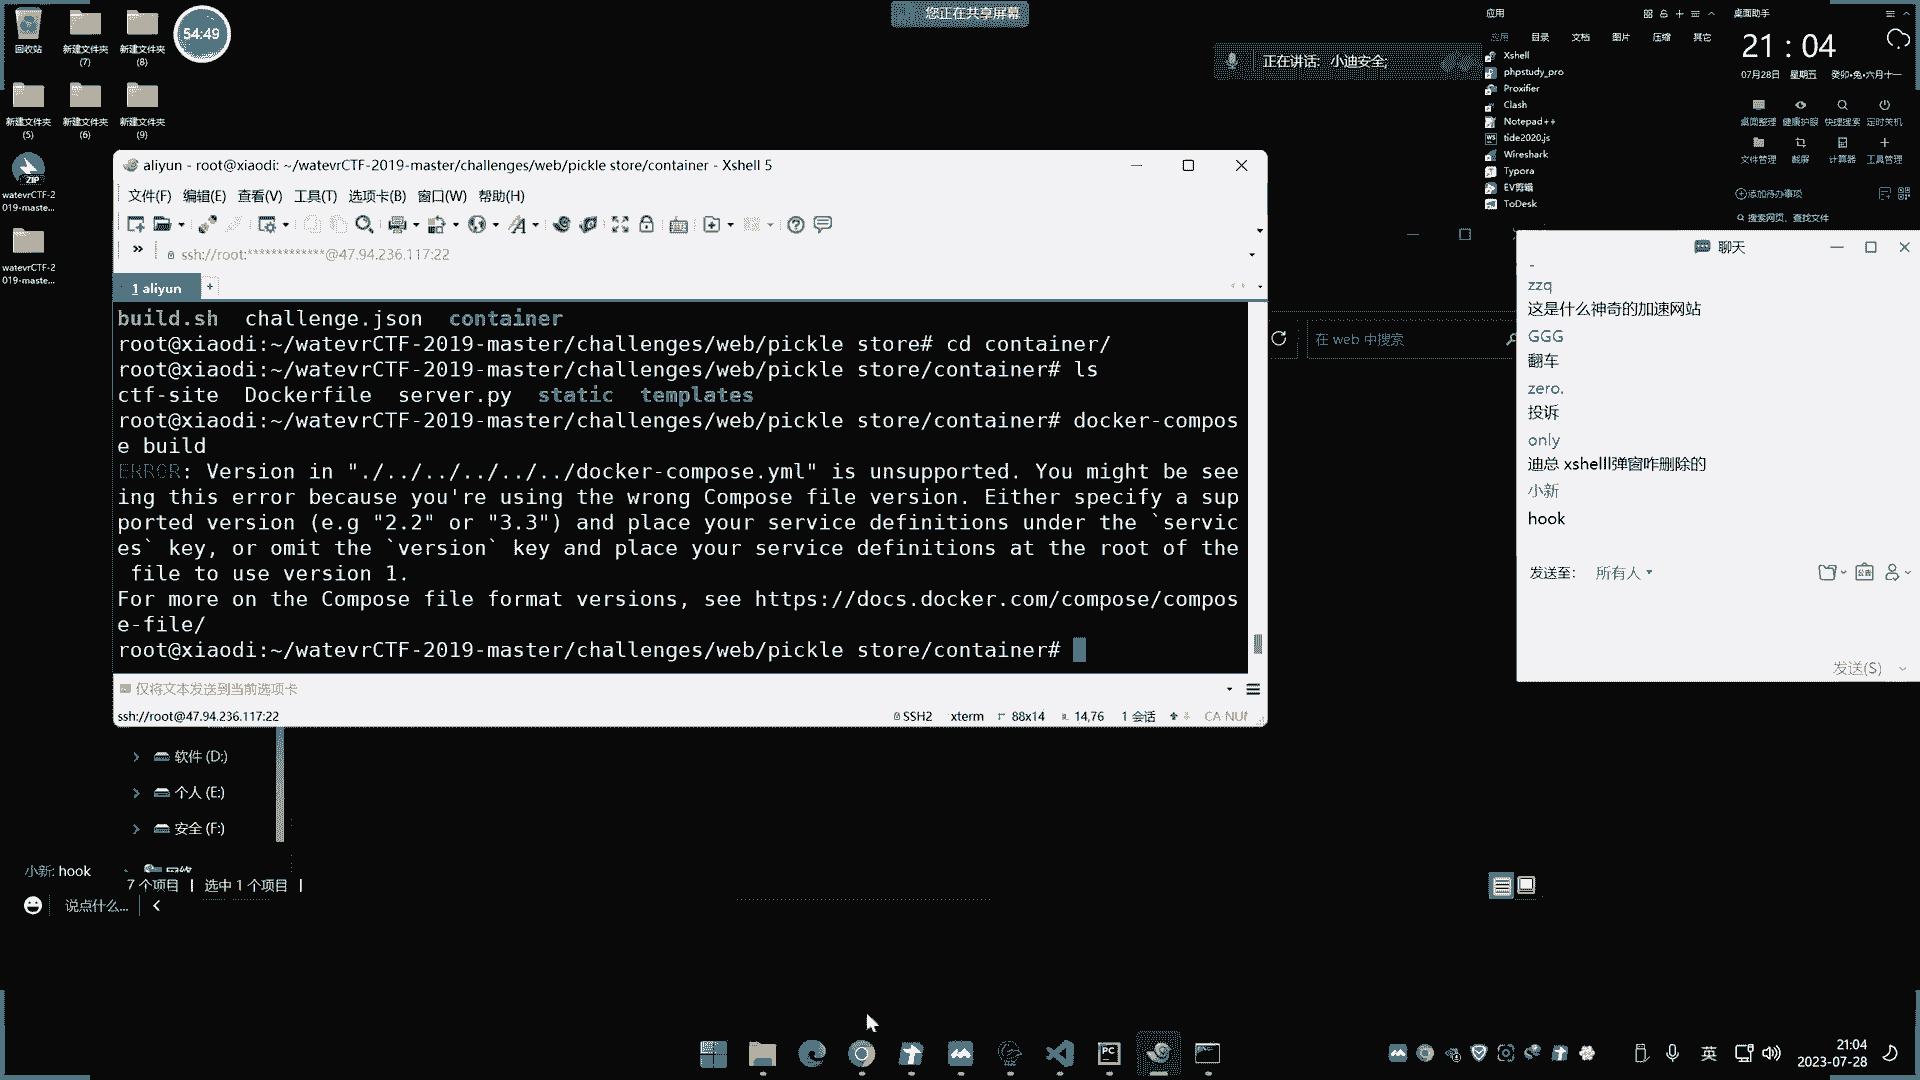 您正在共享屏幕
54:49
回收站
新建文件夹 (7)
新建文件夹 (8)
新建文件夹 (5)
新建文件夹 (6)
新建文件夹 (9)
ZIP
watevrCTF-2019-maste...
watevrCTF-2019-maste...
正在讲话: 小迪安全;
应用
应用 目录 文档 图片 压缩 其它
Xshell
phpstudy_pro
Proxifier
Clash
Notepad++
tide2020.js
Wireshark
Typora
EV剪辑
ToDesk
桌面助手
21:04
07月28日 星期五 癸卯•兔•六月十一
桌面整理 健康护眼 快捷搜索 定时关机
文件管理 截屏 计算器 工具管理
添加待办事项
搜索网页、查找文件
aliyun - root@xiaodi: ~/watevrCTF-2019-master/challenges/web/pickle store/container - Xshell 5
文件(F) 编辑(E) 查看(V) 工具(T) 选项卡(B) 窗口(W) 帮助(H)
ssh://root:*************@47.94.236.117:22
1 aliyun
build.sh  challenge.json  container
root@xiaodi:~/watevrCTF-2019-master/challenges/web/pickle store# cd container/
root@xiaodi:~/watevrCTF-2019-master/challenges/web/pickle store/container# ls
ctf-site  Dockerfile  server.py  static  templates
root@xiaodi:~/watevrCTF-2019-master/challenges/web/pickle store/container# docker-compos
e build
ERROR: Version in "./../../../../../docker-compose.yml" is unsupported. You might be see
ing this error because you're using the wrong Compose file version. Either specify a sup
ported version (e.g "2.2" or "3.3") and place your service definitions under the `servic
es` key, or omit the `version` key and place your service definitions at the root of the
 file to use version 1.
For more on the Compose file format versions, see https://docs.docker.com/compose/compos
e-file/
root@xiaodi:~/watevrCTF-2019-master/challenges/web/pickle store/container#
仅将文本发送到当前选项卡
ssh://root@47.94.236.117:22
SSH2 xterm 88x14 14,76 1 会话 CAP NUM
在 web 中搜索
聊天
zzq
这是什么神奇的加速网站
GGG
翻车
zero.
投诉
only
迪总 xshelll弹窗咋删除的
小新
hook
发送至: 所有人
发送(S)
软件 (D:)
个人 (E:)
安全 (F:)
网络
7 个项目 | 选中 1 个项目 |
小新: hook
说点什么...
英
21:04
2023-07-28